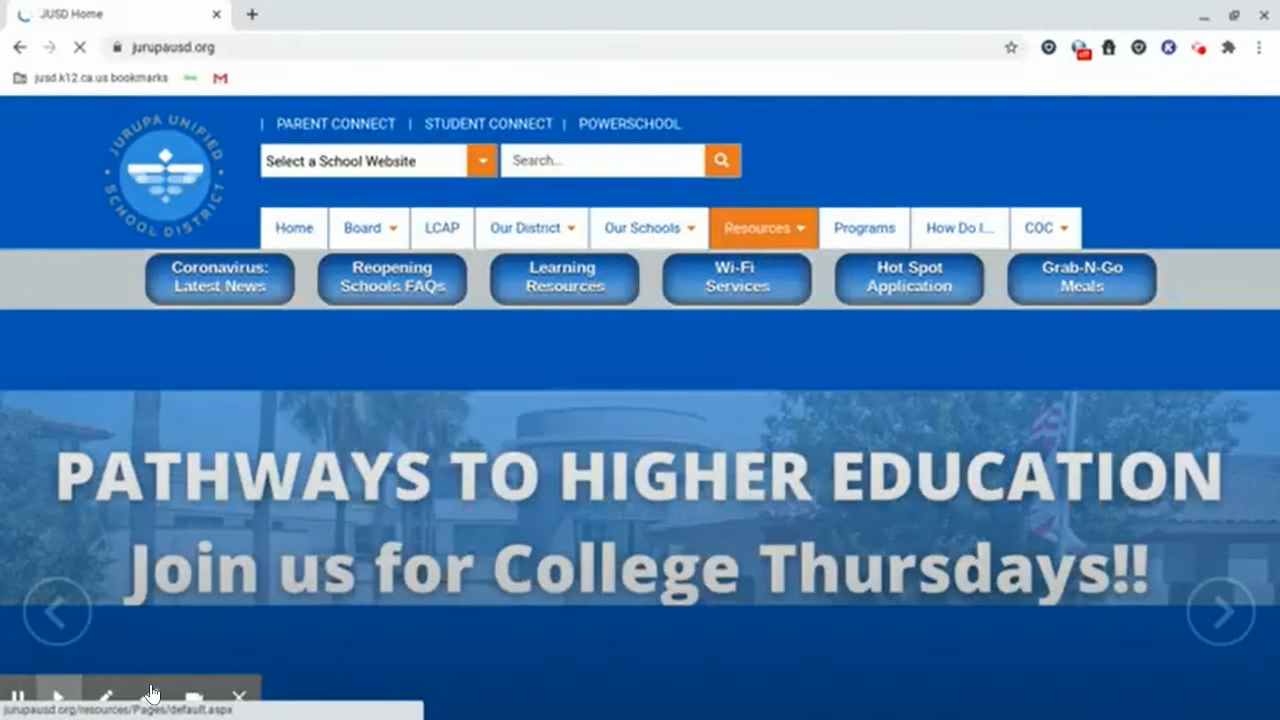 JUSD Home
jurupausd.org
jusd.k12.ca.us bookmarks
JURUPA UNIFIED
SCHOOL DISTRICT
| PARENT CONNECT | STUDENT CONNECT | POWERSCHOOL
Select a School Website
Search...
Home
Board
LCAP
Our District
Our Schools
Resources
Programs
How Do I...
COC
Coronavirus:
Latest News
Reopening
Schools FAQs
Learning
Resources
Wi-Fi
Services
Hot Spot
Application
Grab-N-Go
Meals
PATHWAYS TO HIGHER EDUCATION
Join us for College Thursdays!!
jurupausd.org/resources/Pages/default.aspx